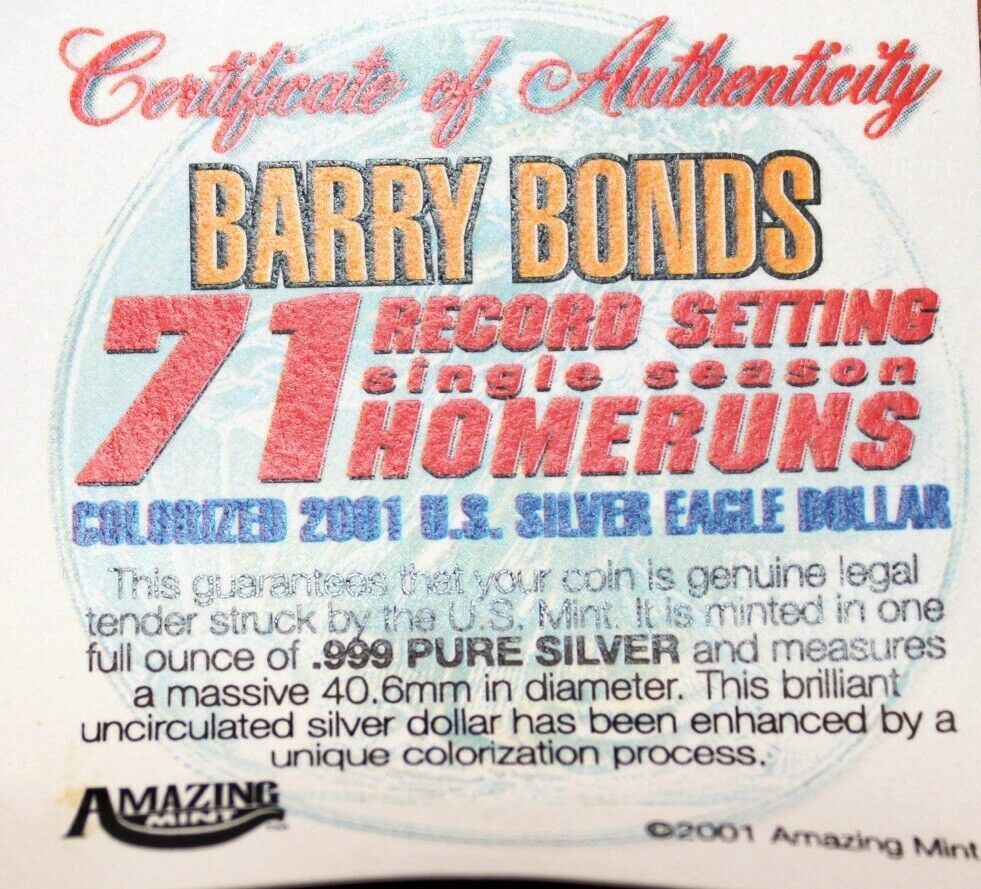 Certificate of Authenticity
BARRY BONDS
71 RECORD SETTING
single season
HOMERUNS
COLORIZED 2001 U.S. SILVER EAGLE DOLLAR
This guarantees that your coin is genuine legal
tender struck by the U.S. Mint. It is minted in one
full ounce of .999 PURE SILVER and measures
a massive 40.6mm in diameter. This brilliant
uncirculated silver dollar has been enhanced by a
unique colorization process.
AMAZING
MINT
©2001 Amazing Mint